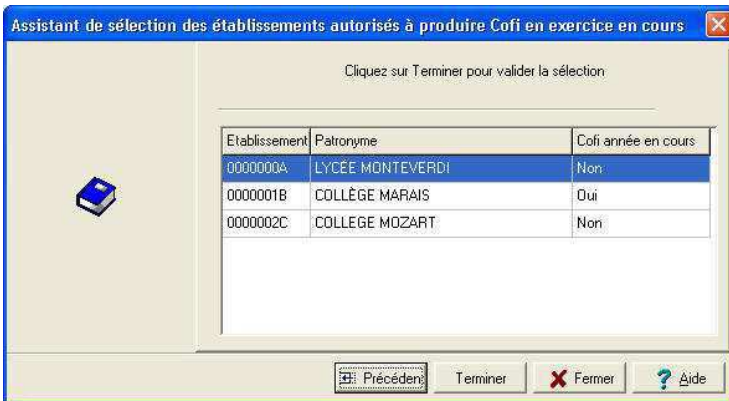 Assistant de sélection des établissements autorisés à produire Cofi en exercice en cours
Cliquez sur Terminer pour valider la sélection
Etablissement Patronyme Cofi année en cours
0000000A LYCÉE MONTEVERDI Non
0000001B COLLÈGE MARAIS Oui
0000002C COLLEGE MOZART Non
Précédent Terminer Fermer Aide